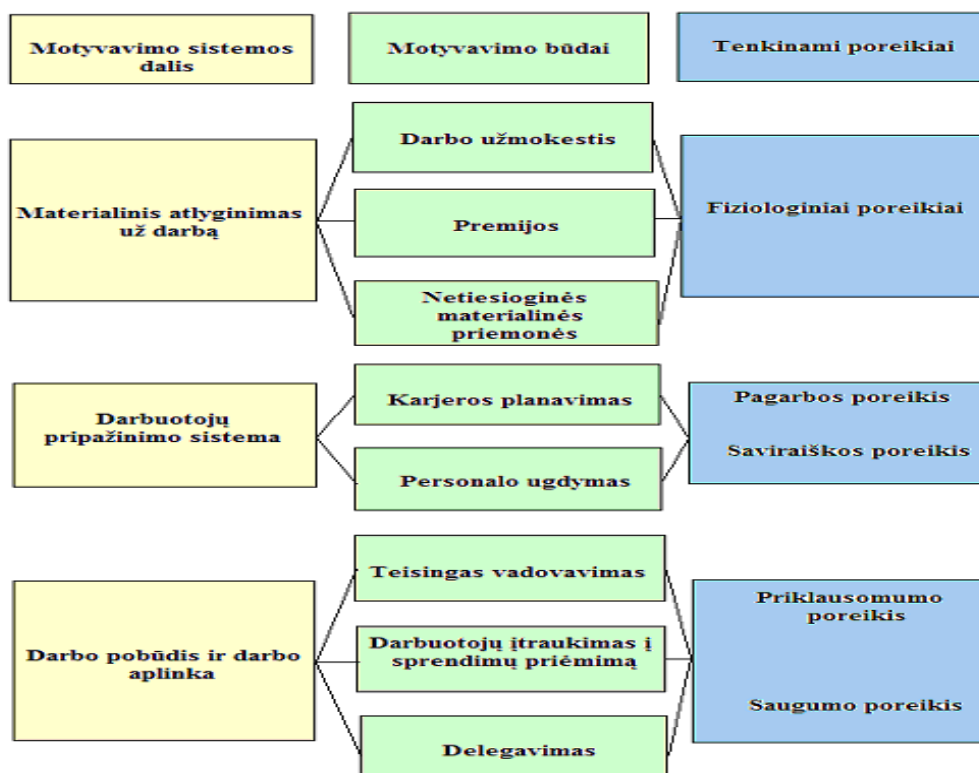 Motyvavimo sistemos
dalis
Motyvavimo būdai
Tenkinami poreikiai
Materialinis atlyginimas
už darbą
Darbo užmokestis
Premijos
Netiesioginės
materialinės
priemonės
Fiziologiniai poreikiai
Darbuotojų
pripažinimo sistema
Karjeros planavimas
Personalo ugdymas
Pagarbos poreikis
Saviraiškos poreikis
Darbo pobūdis ir darbo
aplinka
Teisingas vadovavimas
Darbuotojų įtraukimas į
sprendimų priėmimą
Delegavimas
Priklausomumo
poreikis
Saugumo poreikis